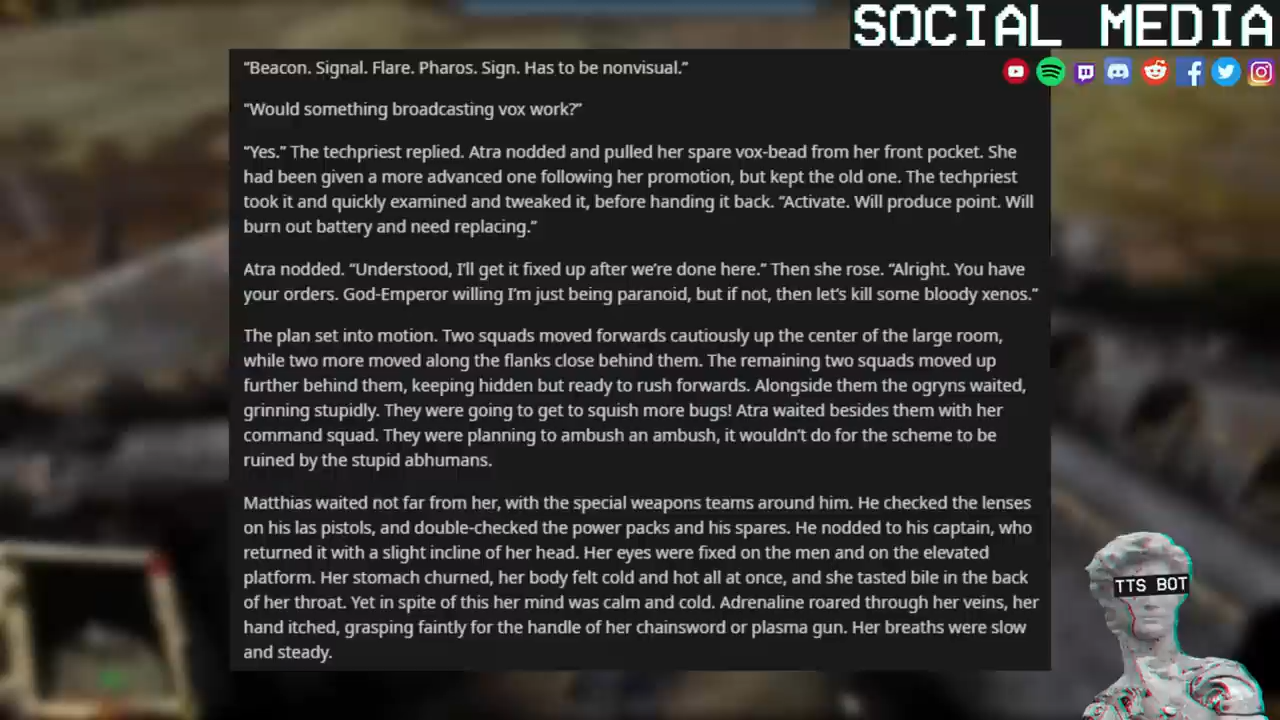 SOCIAL MEDIA
“Beacon. Signal. Flare. Pharos. Sign. Has to be nonvisual.”
“Would something broadcasting vox work?”
“Yes.” The techpriest replied. Atra nodded and pulled her spare vox-bead from her front pocket. She
had been given a more advanced one following her promotion, but kept the old one. The techpriest
took it and quickly examined and tweaked it, before handing it back. “Activate. Will produce point. Will
burn out battery and need replacing.”
Atra nodded. “Understood, I’ll get it fixed up after we’re done here.” Then she rose. “Alright. You have
your orders. God-Emperor willing I’m just being paranoid, but if not, then let’s kill some bloody xenos.”
The plan set into motion. Two squads moved forwards cautiously up the center of the large room,
while two more moved along the flanks close behind them. The remaining two squads moved up
further behind them, keeping hidden but ready to rush forwards. Alongside them the ogryns waited,
grinning stupidly. They were going to get to squish more bugs! Atra waited besides them with her
command squad. They were planning to ambush an ambush, it wouldn’t do for the scheme to be
ruined by the stupid abhumans.
Matthias waited not far from her, with the special weapons teams around him. He checked the lenses
on his las pistols, and double-checked the power packs and his spares. He nodded to his captain, who
returned it with a slight incline of her head. Her eyes were fixed on the men and on the elevated
platform. Her stomach churned, her body felt cold and hot all at once, and she tasted bile in the back
of her throat. Yet in spite of this her mind was calm and cold. Adrenaline roared through her veins, her
hand itched, grasping faintly for the handle of her chainsword or plasma gun. Her breaths were slow
and steady.
TTS BOT